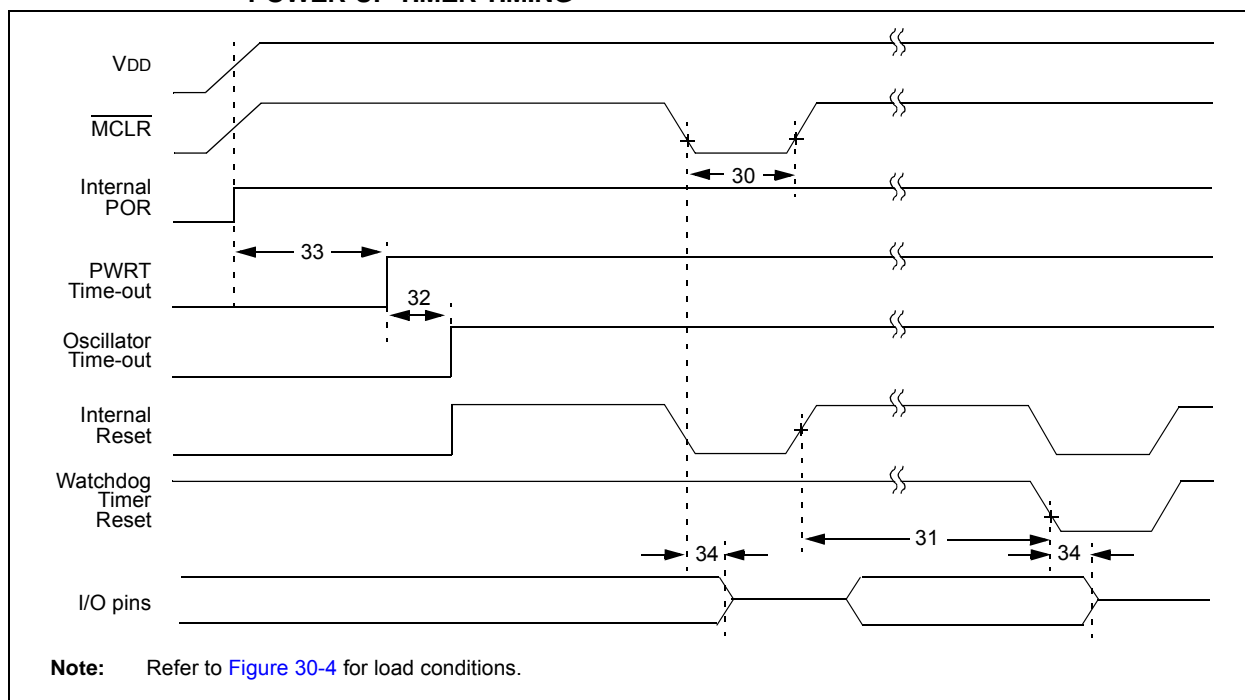 POWER-UP TIMER TIMING
VDD
MCLR
Internal
POR
30
33
PWRT
Time-out
32
Oscillator
Time-out
Internal
Reset
Watchdog
Timer
Reset
31
34
34
I/O pins
Note: Refer to Figure 30-4 for load conditions.